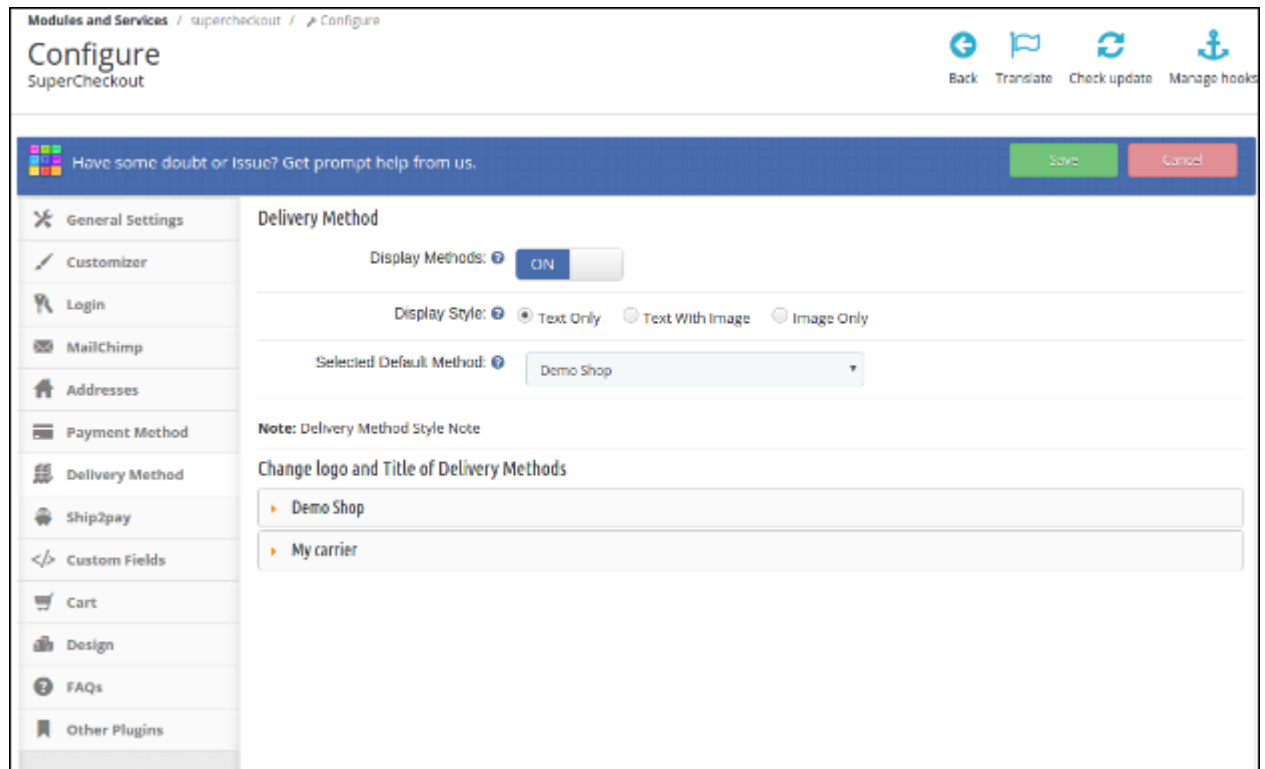 Modules and Services / supercheckout / Configure
Configure
SuperCheckout
Back Translate Check update Manage hooks
Have some doubt or issue? Get prompt help from us.
Save Cancel
General Settings
Customizer
Login
MailChimp
Addresses
Payment Method
Delivery Method
Ship2pay
Custom Fields
Cart
Design
FAQs
Other Plugins
Delivery Method
Display Methods: ON
Display Style: Text Only Text With Image Image Only
Selected Default Method: Demo Shop
Note: Delivery Method Style Note
Change logo and Title of Delivery Methods
Demo Shop
My carrier